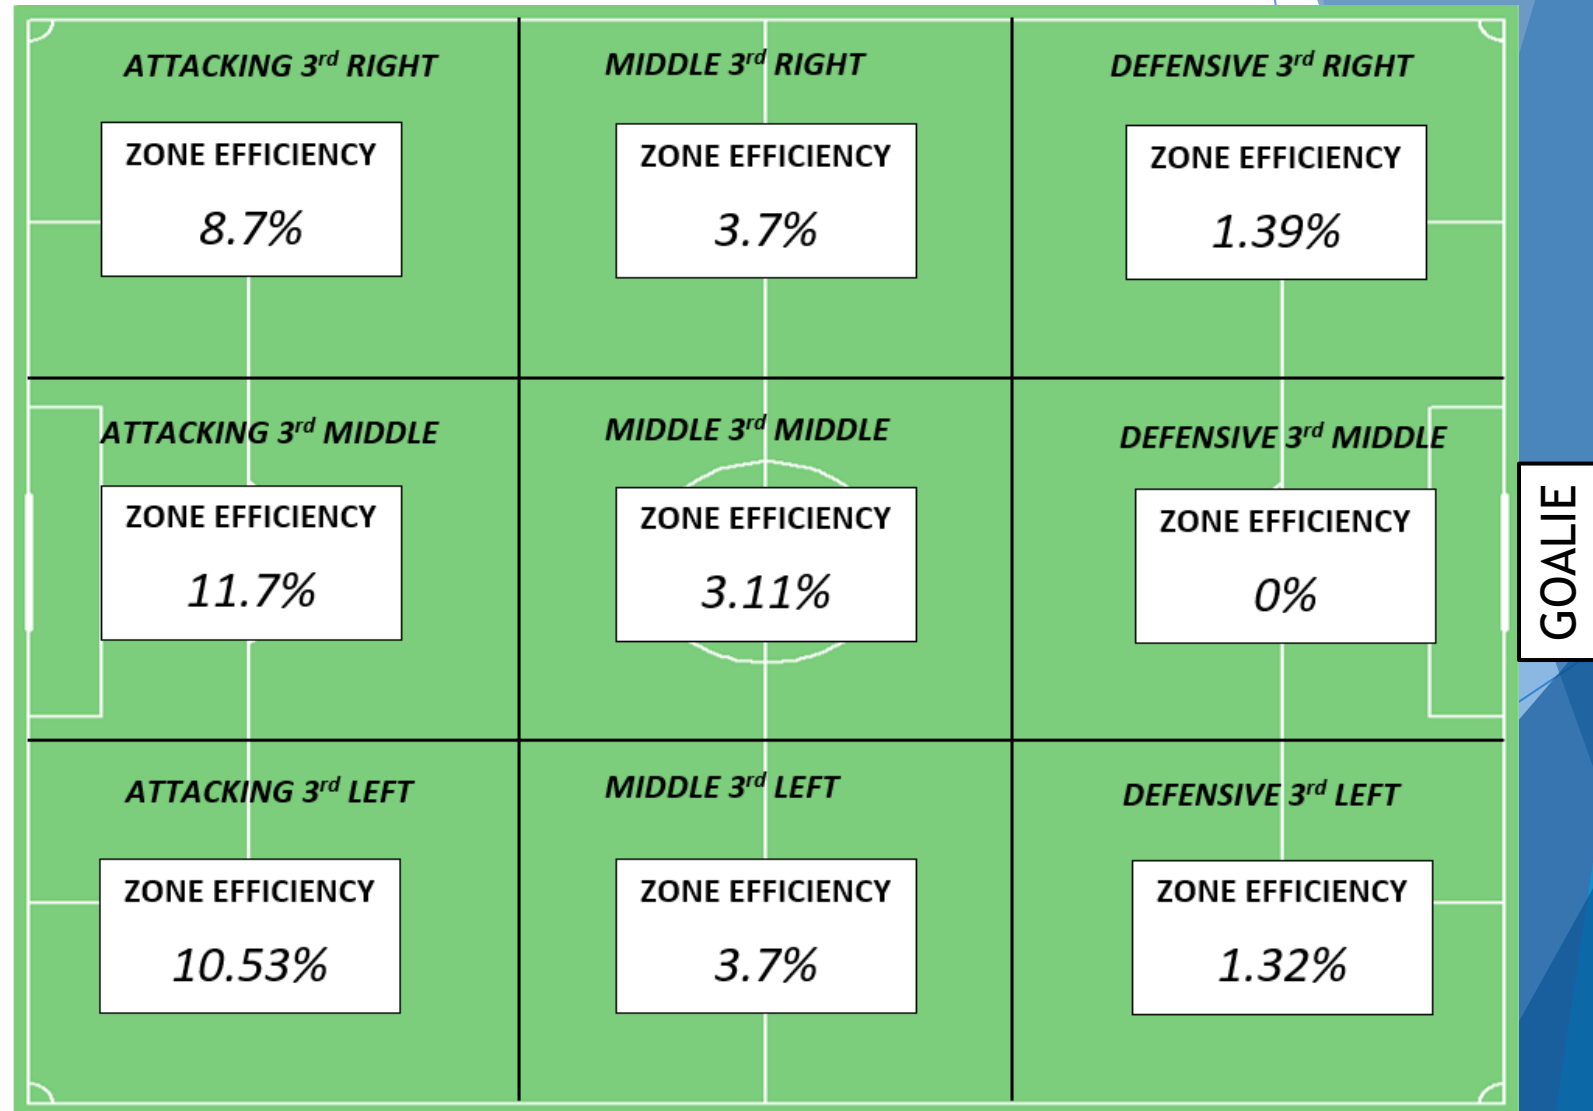 ATTACKING 3rd RIGHT
ZONE EFFICIENCY
8.7%
MIDDLE 3rd RIGHT
ZONE EFFICIENCY
3.7%
DEFENSIVE 3rd RIGHT
ZONE EFFICIENCY
1.39%
ATTACKING 3rd MIDDLE
ZONE EFFICIENCY
11.7%
MIDDLE 3rd MIDDLE
ZONE EFFICIENCY
3.11%
DEFENSIVE 3rd MIDDLE
ZONE EFFICIENCY
0%
GOALIE
ATTACKING 3rd LEFT
ZONE EFFICIENCY
10.53%
MIDDLE 3rd LEFT
ZONE EFFICIENCY
3.7%
DEFENSIVE 3rd LEFT
ZONE EFFICIENCY
1.32%